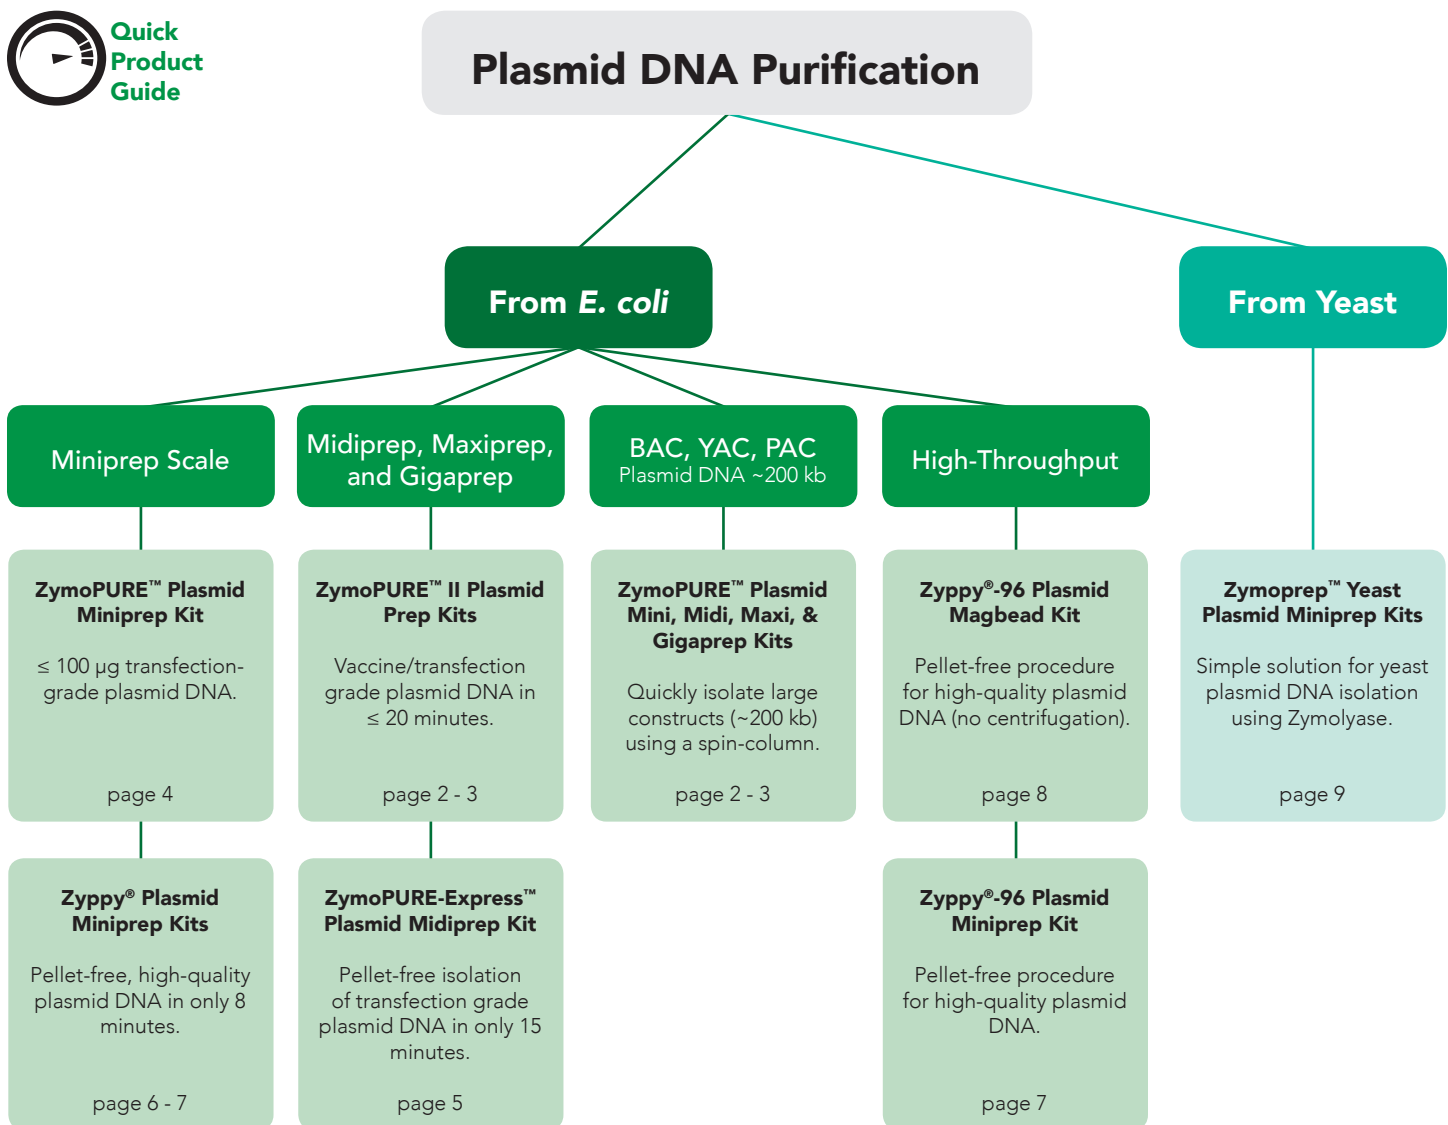 Quick
Product
Guide
Plasmid DNA Purification
From E. coli
From Yeast
Miniprep Scale
Midiprep, Maxiprep,
and Gigaprep
BAC, YAC, PAC
Plasmid DNA ~200 kb
High-Throughput
ZymoPURE™ Plasmid
Miniprep Kit
≤ 100 µg transfection-
grade plasmid DNA.
page 4
ZymoPURE™ II Plasmid
Prep Kits
Vaccine/transfection
grade plasmid DNA in
≤ 20 minutes.
page 2 - 3
ZymoPURE™ Plasmid
Mini, Midi, Maxi, &
Gigaprep Kits
Quickly isolate large
constructs (~200 kb)
using a spin-column.
page 2 - 3
Zyppy®-96 Plasmid
Magbead Kit
Pellet-free procedure
for high-quality plasmid
DNA (no centrifugation).
page 8
Zymoprep™ Yeast
Plasmid Miniprep Kits
Simple solution for yeast
plasmid DNA isolation
using Zymolyase.
page 9
Zyppy® Plasmid
Miniprep Kits
Pellet-free, high-quality
plasmid DNA in only 8
minutes.
page 6 - 7
ZymoPURE-Express™
Plasmid Midiprep Kit
Pellet-free isolation
of transfection grade
plasmid DNA in only 15
minutes.
page 5
Zyppy®-96 Plasmid
Miniprep Kit
Pellet-free procedure
for high-quality plasmid
DNA.
page 7